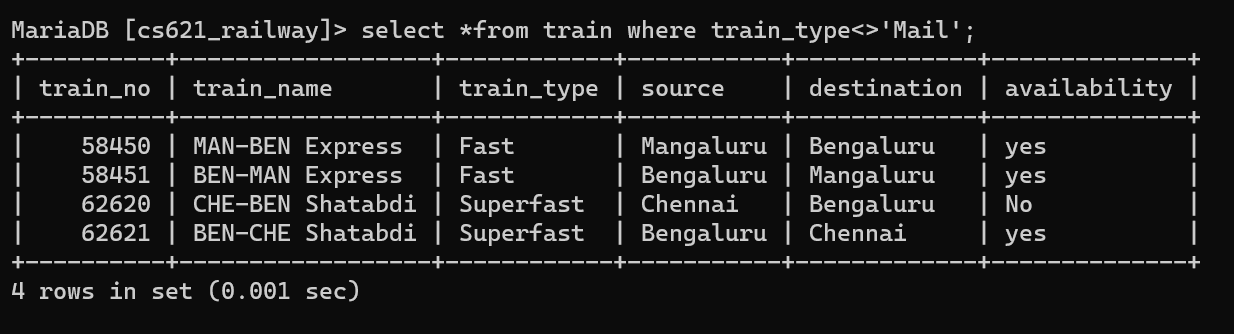 MariaDB [cs621_railway]> select *from train where train_type<>'Mail';
+----------+------------------+------------+-----------+-------------+--------------+
| train_no | train_name       | train_type | source    | destination | availability |
+----------+------------------+------------+-----------+-------------+--------------+
|    58450 | MAN-BEN Express  | Fast       | Mangaluru | Bengaluru   | yes          |
|    58451 | BEN-MAN Express  | Fast       | Bengaluru | Mangaluru   | yes          |
|    62620 | CHE-BEN Shatabdi | Superfast  | Chennai   | Bengaluru   | No           |
|    62621 | BEN-CHE Shatabdi | Superfast  | Bengaluru | Chennai     | yes          |
+----------+------------------+------------+-----------+-------------+--------------+
4 rows in set (0.001 sec)